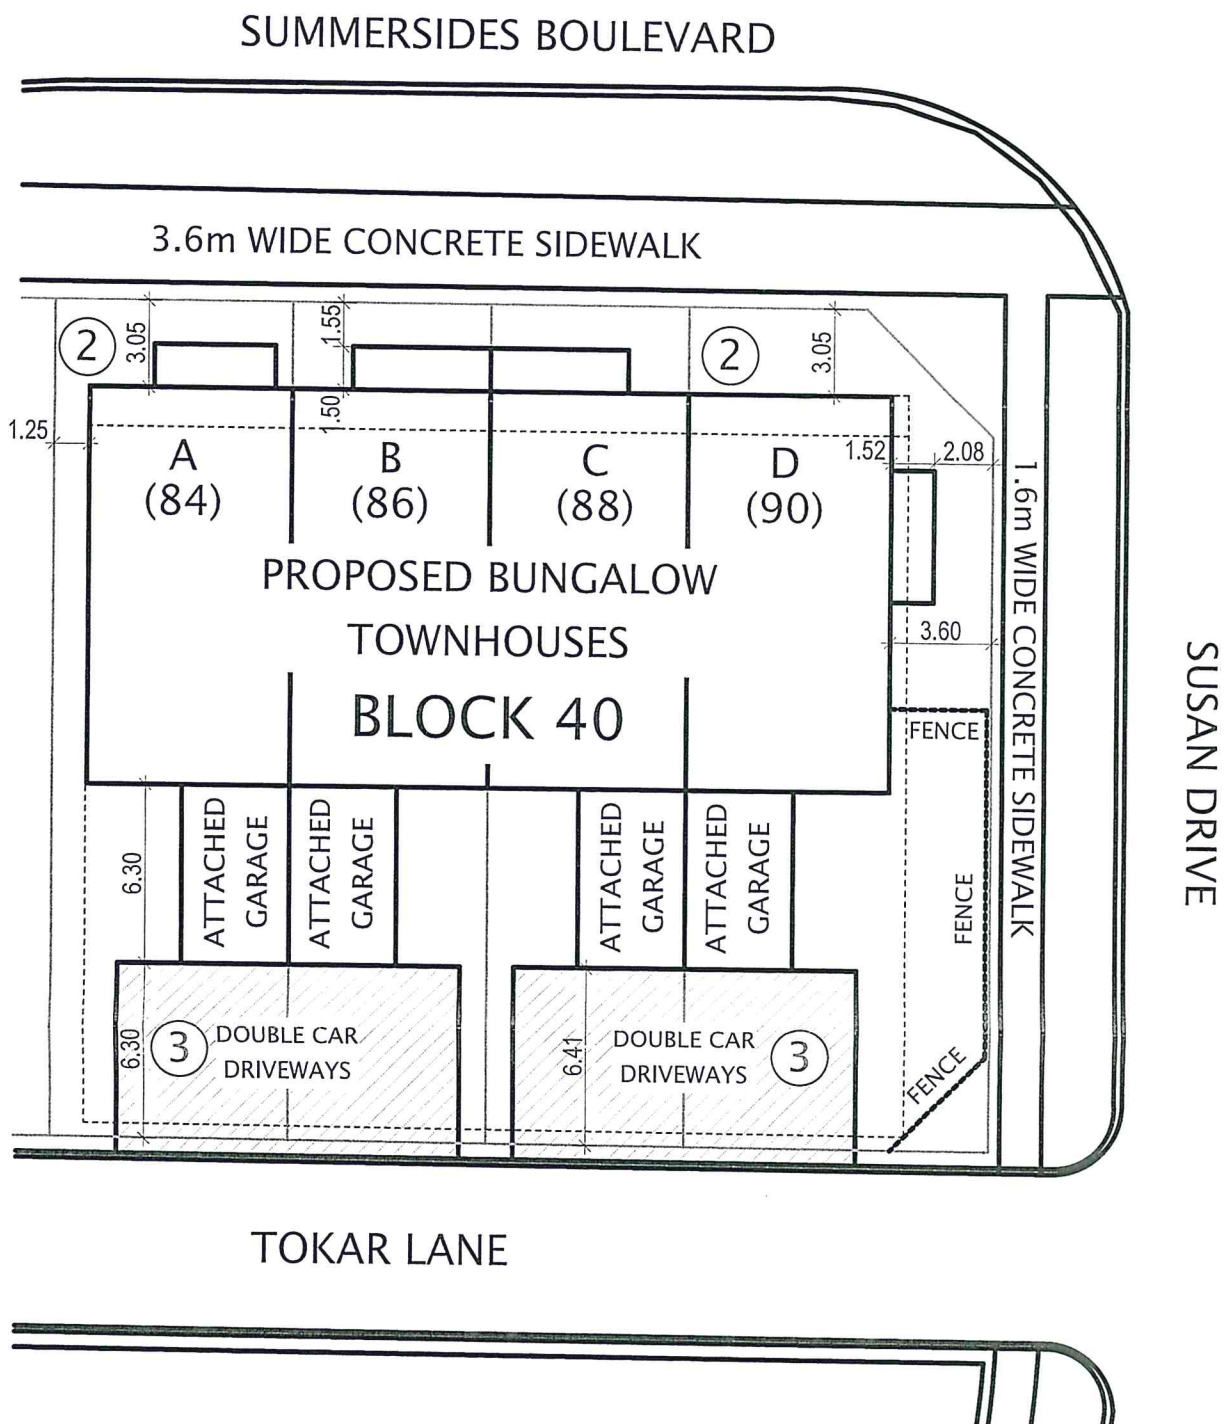 SUMMERSIDES BOULEVARD
3.6m WIDE CONCRETE SIDEWALK
2
3.05
1.55
2
3.05
1.50
1.25
A
(84)
B
(86)
C
(88)
D
(90)
1.52
2.08
PROPOSED BUNGALOW
TOWNHOUSES
BLOCK 40
3.60
1.6m WIDE CONCRETE SIDEWALK
SUSAN DRIVE
FENCE
FENCE
FENCE
6.30
ATTACHED
GARAGE
ATTACHED
GARAGE
ATTACHED
GARAGE
ATTACHED
GARAGE
6.30
3
DOUBLE CAR
DRIVEWAYS
6.41
DOUBLE CAR
DRIVEWAYS
3
TOKAR LANE